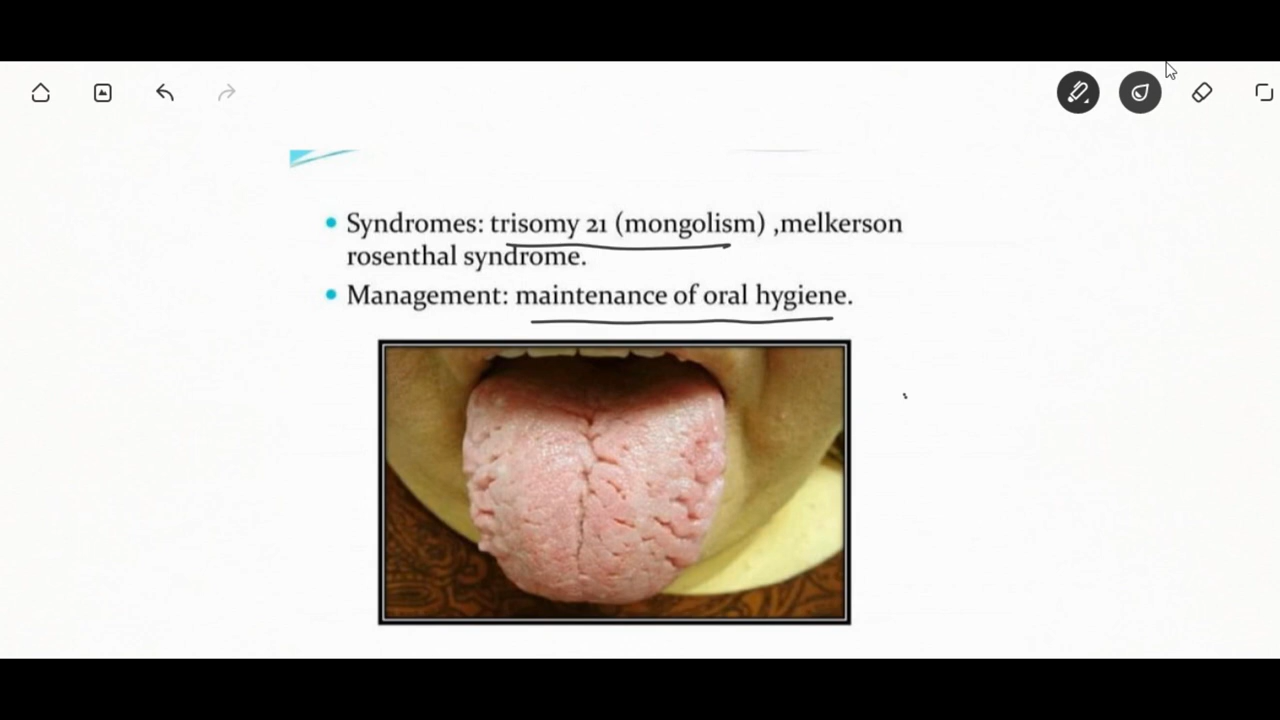 Syndromes: trisomy 21 (mongolism) ,melkerson
rosenthal syndrome.
Management: maintenance of oral hygiene.